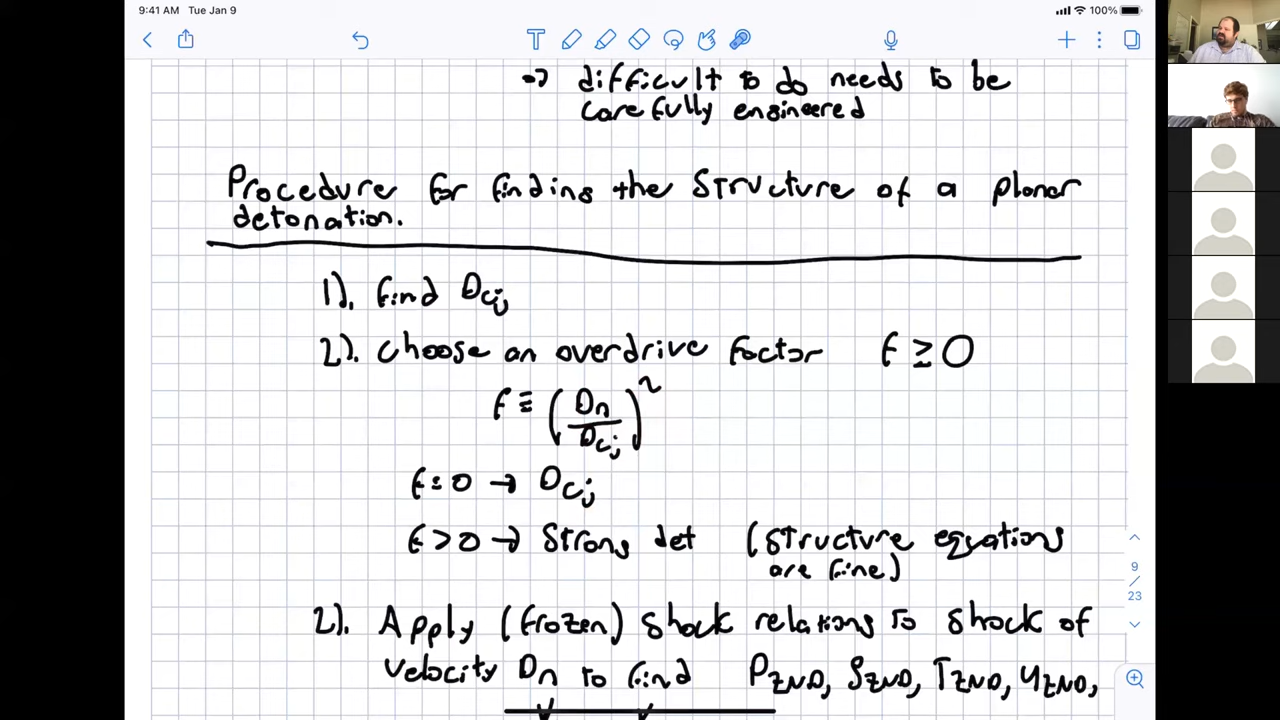 9:41 AM Tue Jan 9
100%
⇒ difficult to do needs to be
carefully engineered
Procedure for finding the structure of a planar
detonation.
1). find D_cj
2). choose an overdrive factor f ≥ 0
f ≡ (D_n / D_cj)^2
f = 0 → D_cj
f > 0 → Strong det (structure equations
are fine)
9
/
23
2). Apply (frozen) shock relations to shock of
velocity D_n to find P_ZND, ρ_ZND, T_ZND, u_ZND,